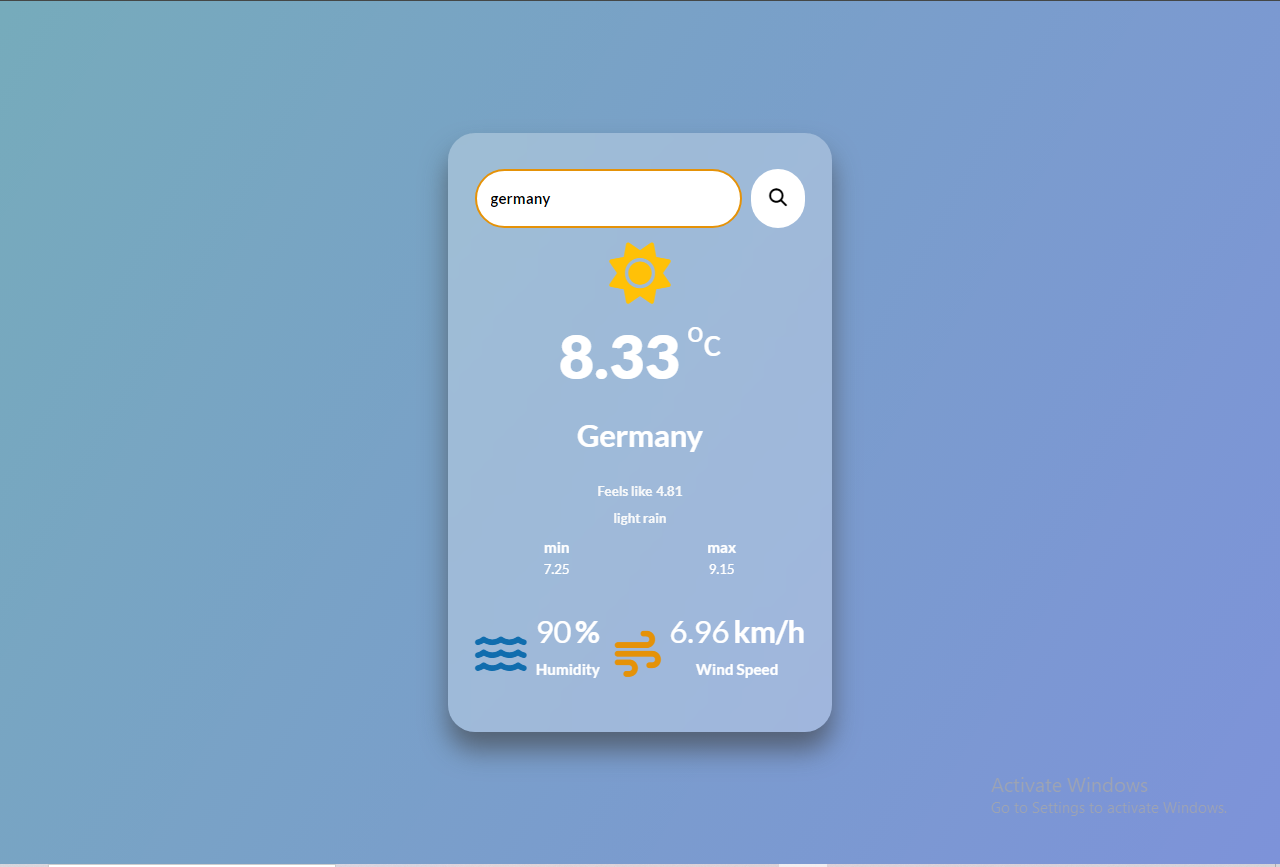 germany
8.33 °C
Germany
Feels like 4.81
light rain
min max
7.25 9.15
90 % 6.96 km/h
Humidity Wind Speed
Activate Windows
Go to Settings to activate Windows.